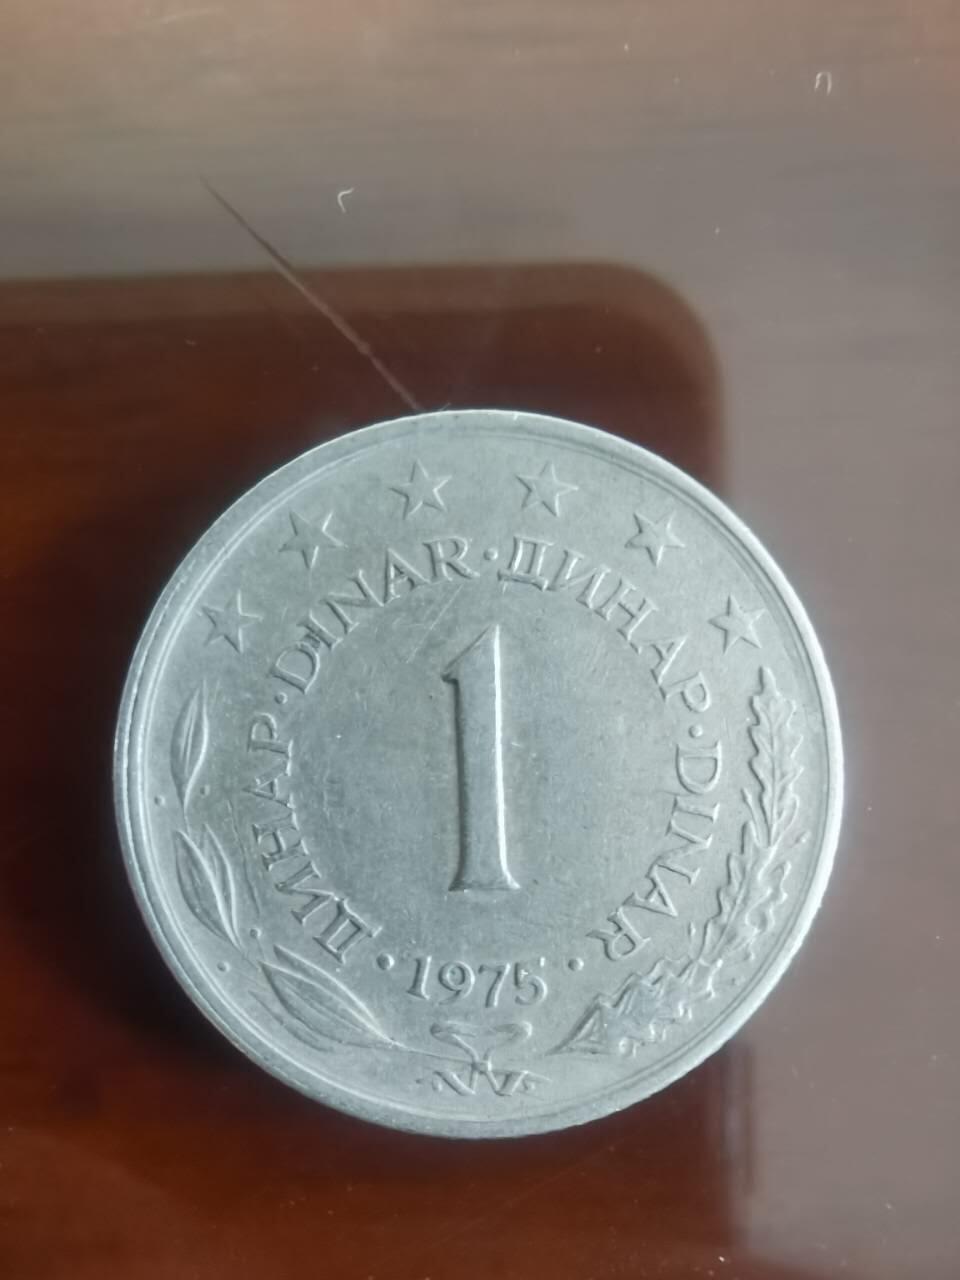 ДИНАР · DINAR · ДИНАР · DINAR
1
· 1975 ·